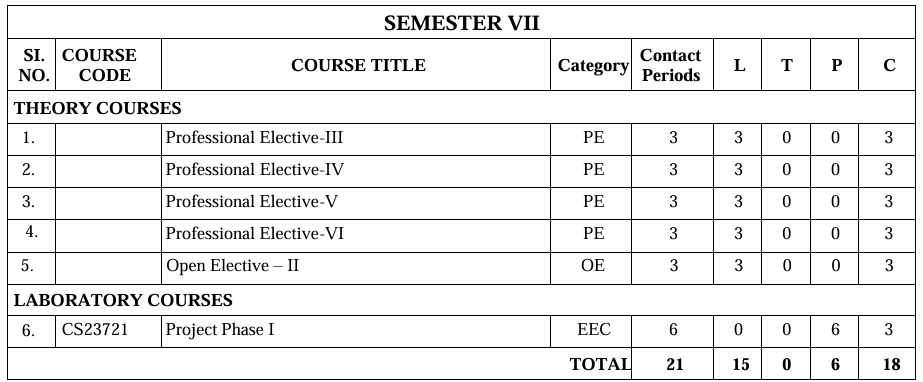 SEMESTER VII
SI. NO. COURSE CODE COURSE TITLE Category Contact Periods L T P C
THEORY COURSES
1. Professional Elective-III PE 3 3 0 0 3
2. Professional Elective-IV PE 3 3 0 0 3
3. Professional Elective-V PE 3 3 0 0 3
4. Professional Elective-VI PE 3 3 0 0 3
5. Open Elective – II OE 3 3 0 0 3
LABORATORY COURSES
6. CS23721 Project Phase I EEC 6 0 0 6 3
TOTAL 21 15 0 6 18